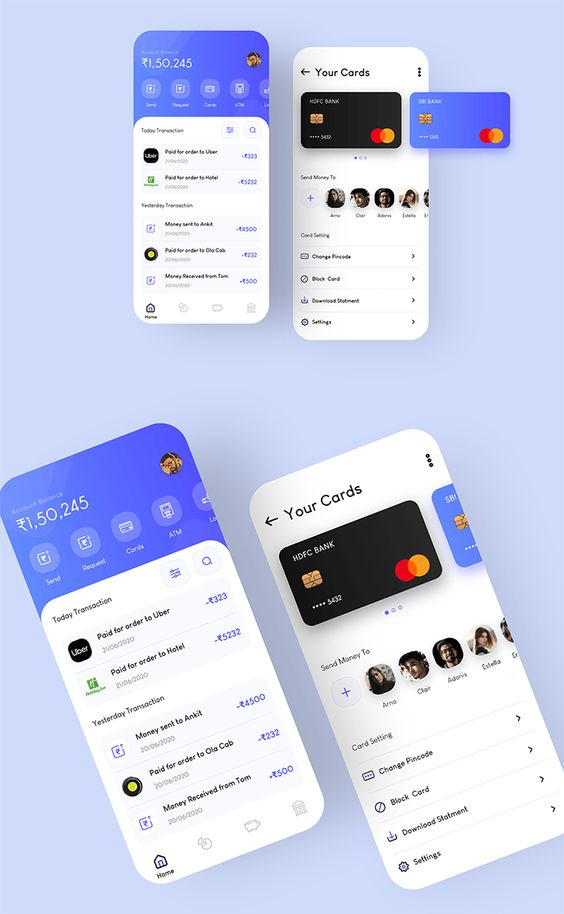 Account Balance
₹1,50,245
Send
Request
Cards
ATM
Lo
Today Transaction
Uber
Paid for order to Uber
21/06/2020
-₹323
Holiday Inn
Paid for order to Hotel
21/06/2020
-₹5232
Yesterday Transaction
Money sent to Ankit
20/06/2020
-₹4500
Paid for order to Ola Cab
20/06/2020
-₹232
Money Received from Tom
20/06/2020
+₹500
Home
Your Cards
HDFC BANK
**** 5432
SBI BANK
**** 1245
Send Money To
Arno
Clair
Adonis
Estella
Card Setting
Change Pincode
Block Card
Download Statment
Settings
Account Balance
₹1,50,245
Send
Request
Cards
ATM
Lo
Today Transaction
Uber
Paid for order to Uber
21/06/2020
-₹323
Holiday Inn
Paid for order to Hotel
21/06/2020
-₹5232
Yesterday Transaction
Money sent to Ankit
20/06/2020
-₹4500
Paid for order to Ola Cab
20/06/2020
-₹232
Money Received from Tom
20/06/2020
+₹500
Home
Your Cards
HDFC BANK
**** 5432
SBI
Send Money To
Arno
Clair
Adonis
Estella
Card Setting
Change Pincode
Block Card
Download Statment
Settings